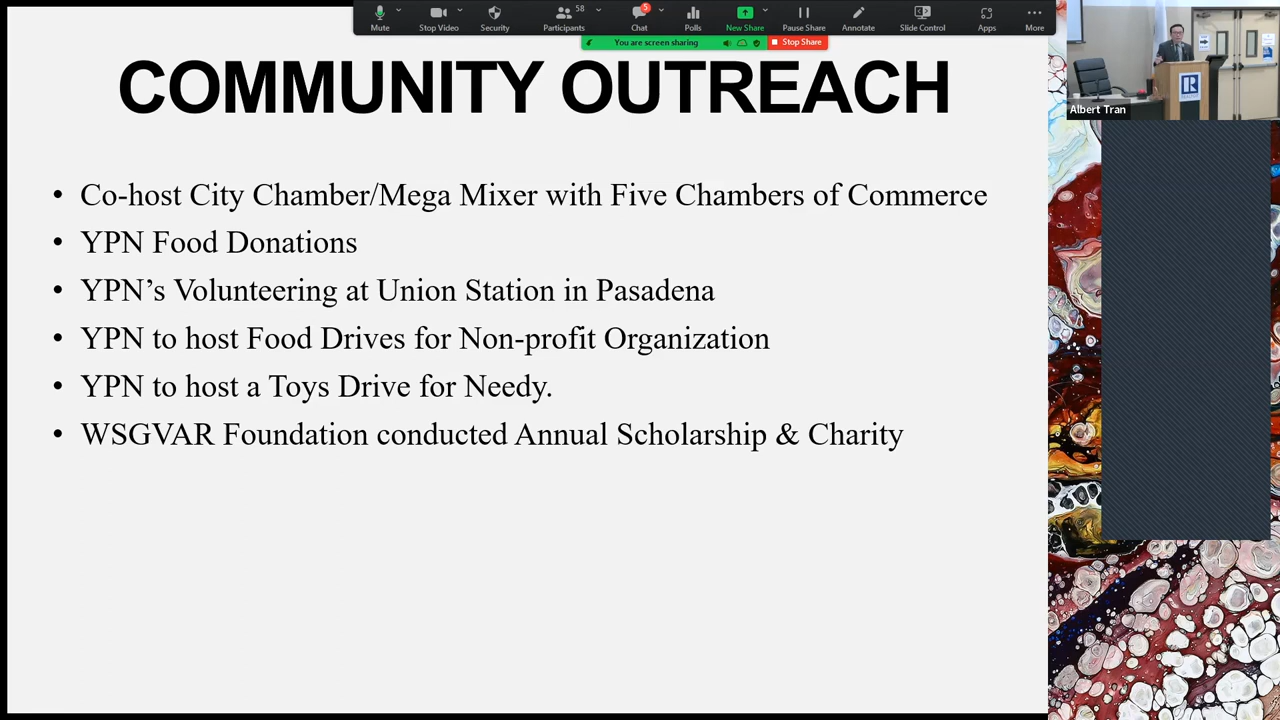 58
5
Mute
Stop Video
Security
Participants
Chat
Polls
New Share
Pause Share
Annotate
Slide Control
Apps
More
You are screen sharing
Stop Share
COMMUNITY OUTREACH
• Co-host City Chamber/Mega Mixer with Five Chambers of Commerce
• YPN Food Donations
• YPN’s Volunteering at Union Station in Pasadena
• YPN to host Food Drives for Non-profit Organization
• YPN to host a Toys Drive for Needy.
• WSGVAR Foundation conducted Annual Scholarship & Charity
R
Albert Tran